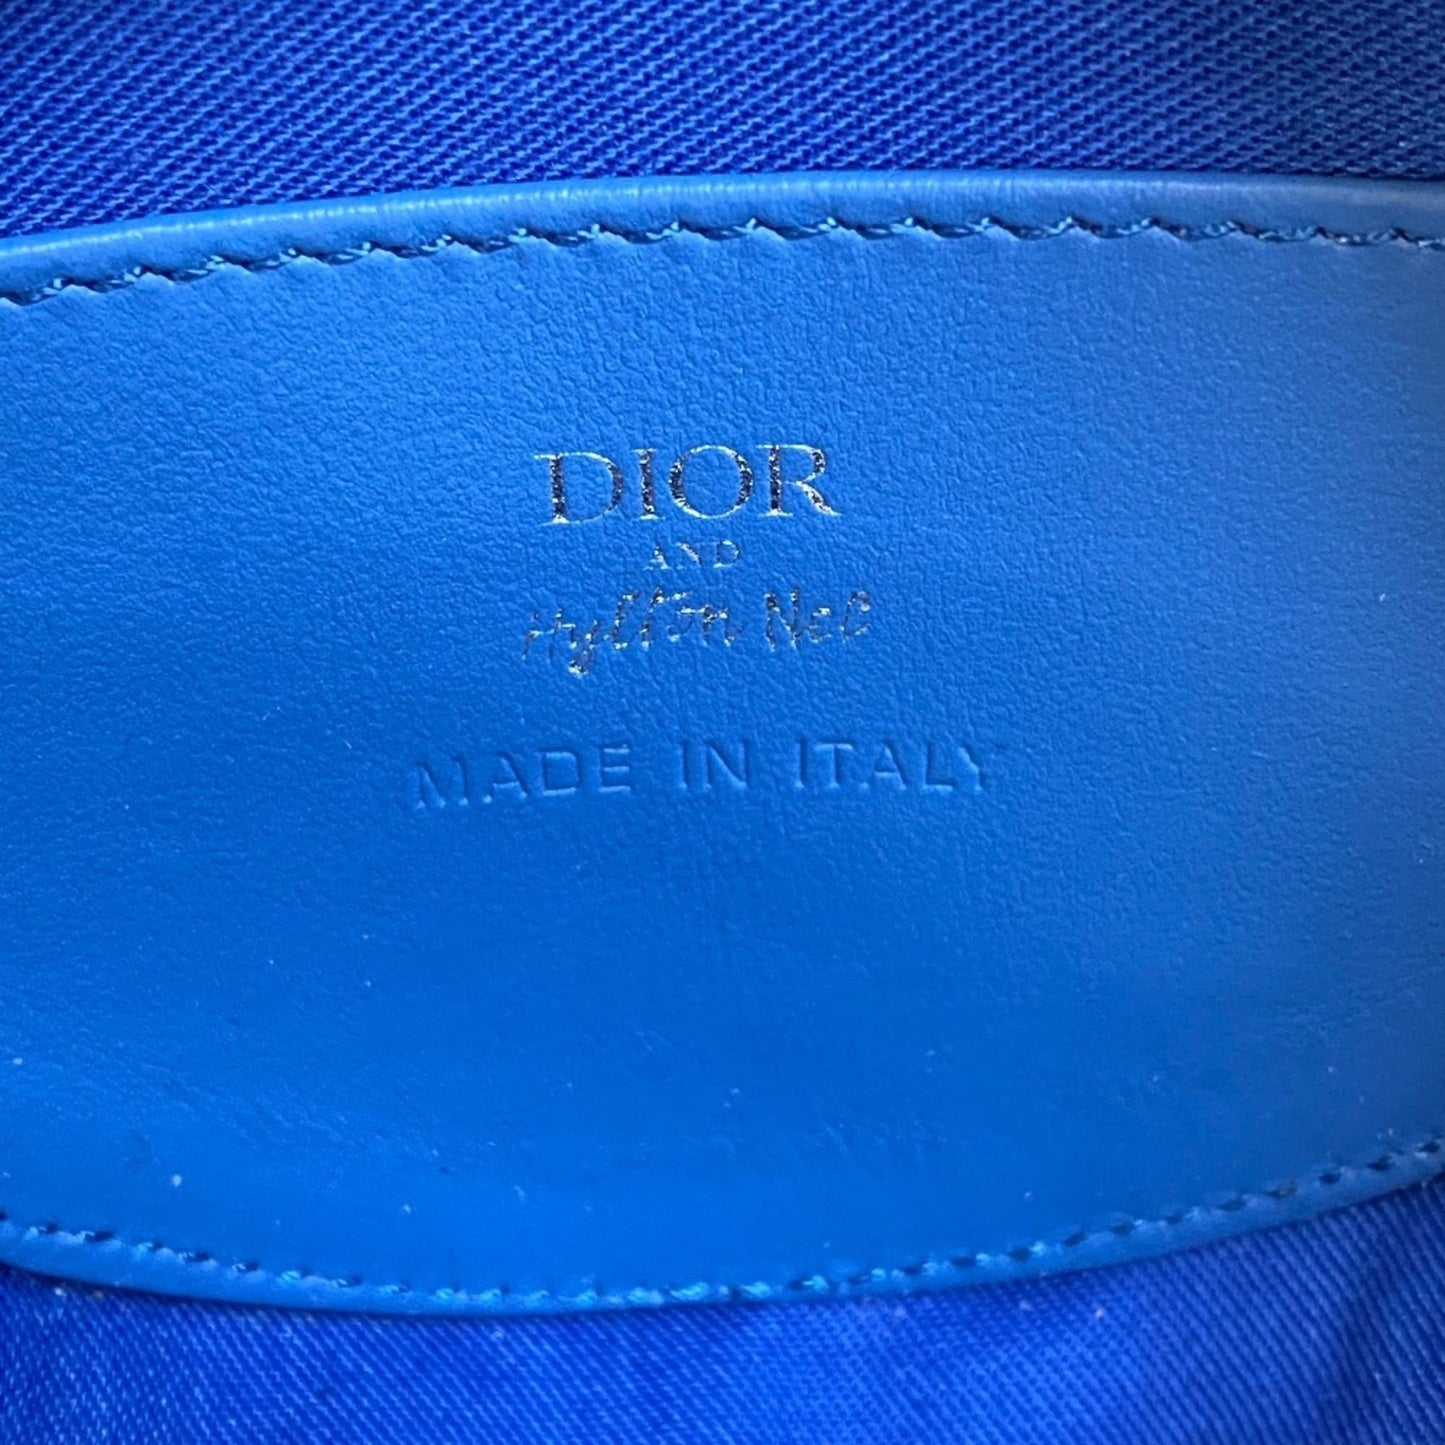 DIOR
AND
Hylton Nel
MADE IN ITALY